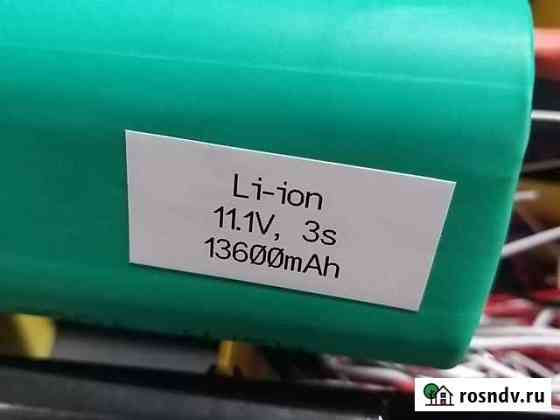 Li-ion
11.1V, 3s
13600mAh
rosndv.ru